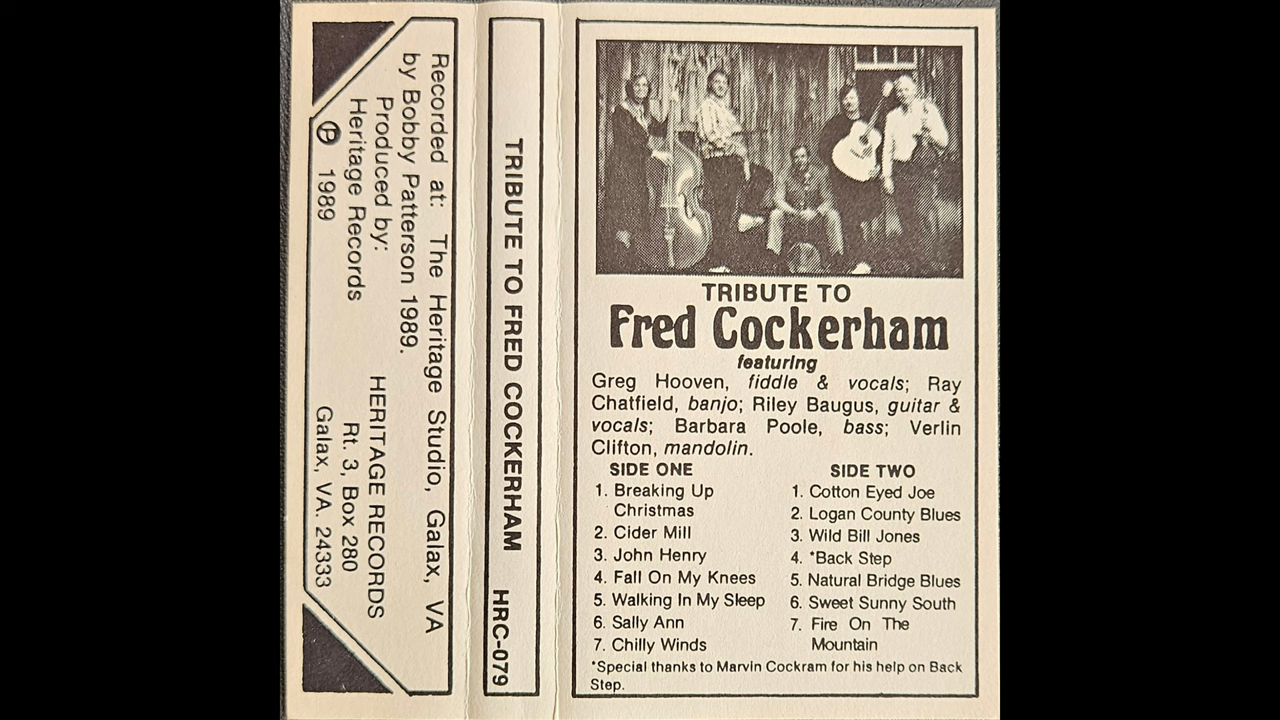 Recorded at: The Heritage Studio, Galax, VA
by Bobby Patterson 1989.
Produced by:
Heritage Records
℗ 1989
HERITAGE RECORDS
Rt. 3, Box 280
Galax, VA. 24333
TRIBUTE TO FRED COCKERHAM HRC-079
TRIBUTE TO
Fred Cockerham
featuring
Greg Hooven, fiddle & vocals; Ray
Chatfield, banjo; Riley Baugus, guitar &
vocals; Barbara Poole, bass; Verlin
Clifton, mandolin.
SIDE ONE
1. Breaking Up
Christmas
2. Cider Mill
3. John Henry
4. Fall On My Knees
5. Walking In My Sleep
6. Sally Ann
7. Chilly Winds
SIDE TWO
1. Cotton Eyed Joe
2. Logan County Blues
3. Wild Bill Jones
4. *Back Step
5. Natural Bridge Blues
6. Sweet Sunny South
7. Fire On The
Mountain
*Special thanks to Marvin Cockram for his help on Back
Step.